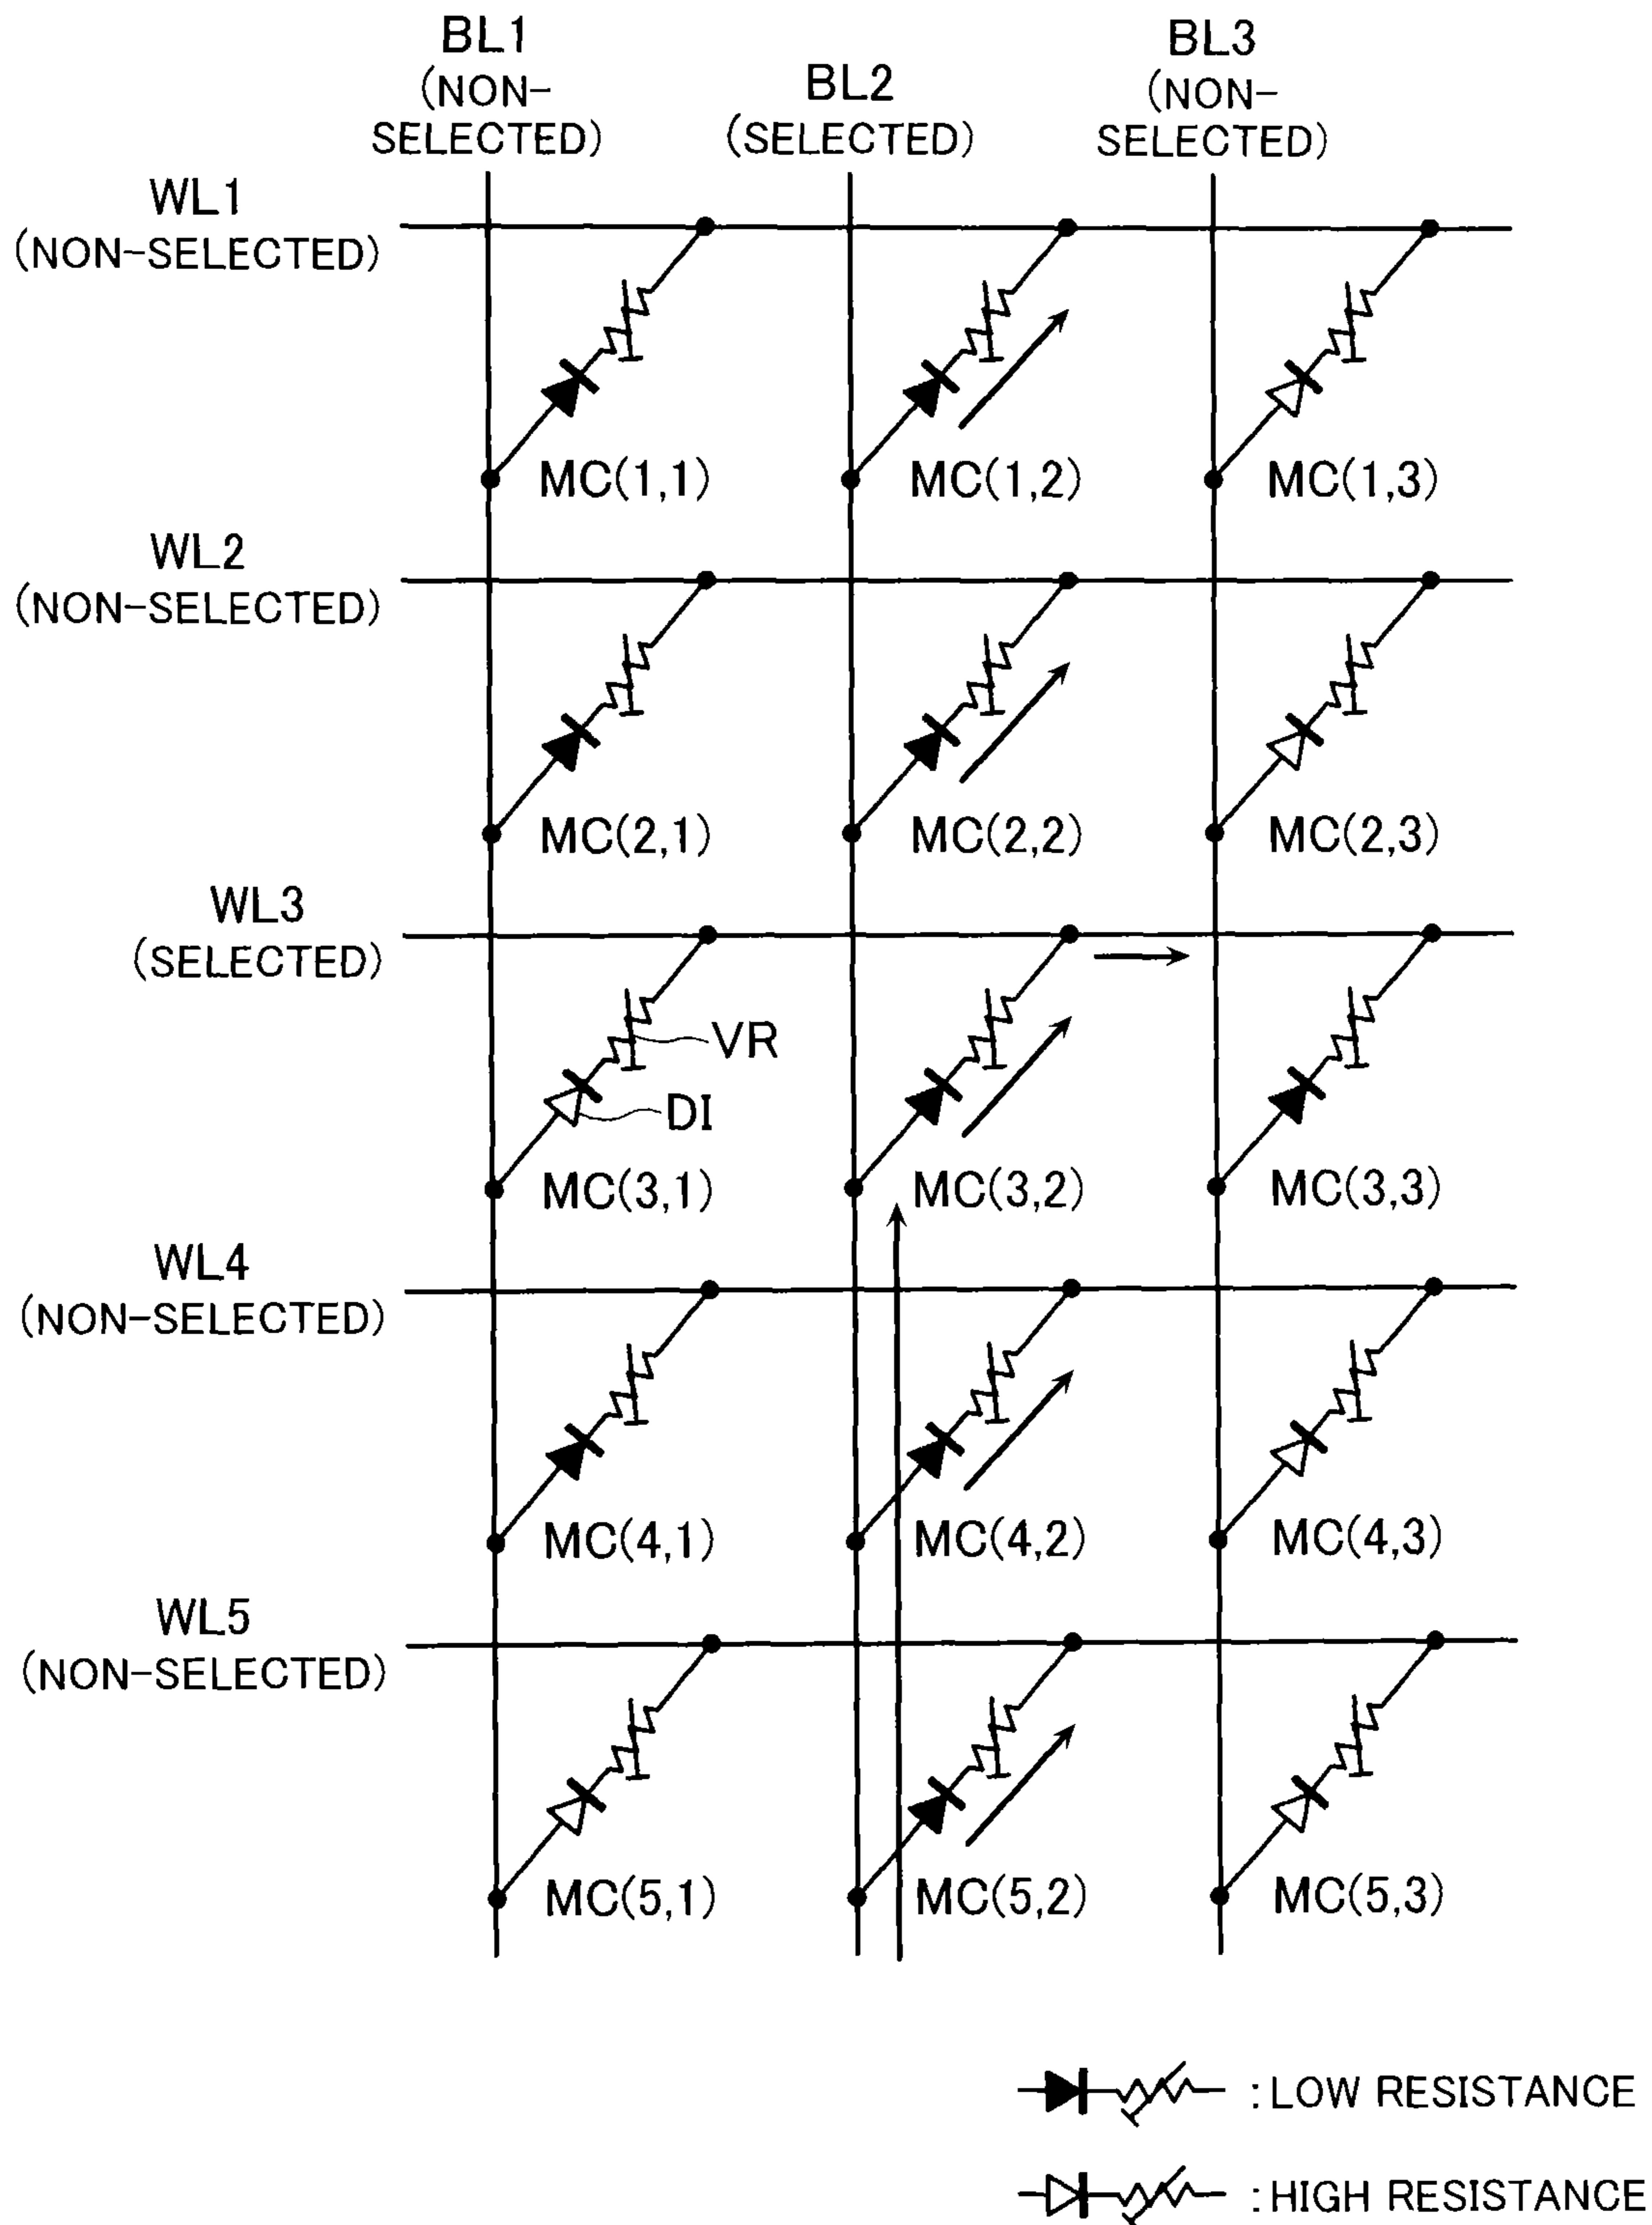 BL1
(NON-
SELECTED)
BL2
(SELECTED)
BL3
(NON-
SELECTED)
WL1
(NON-SELECTED)
MC(1,1)
MC(1,2)
MC(1,3)
WL2
(NON-SELECTED)
MC(2,1)
MC(2,2)
MC(2,3)
WL3
(SELECTED)
VR
DI
MC(3,1)
MC(3,2)
MC(3,3)
WL4
(NON-SELECTED)
MC(4,1)
MC(4,2)
MC(4,3)
WL5
(NON-SELECTED)
MC(5,1)
MC(5,2)
MC(5,3)
: LOW RESISTANCE
: HIGH RESISTANCE